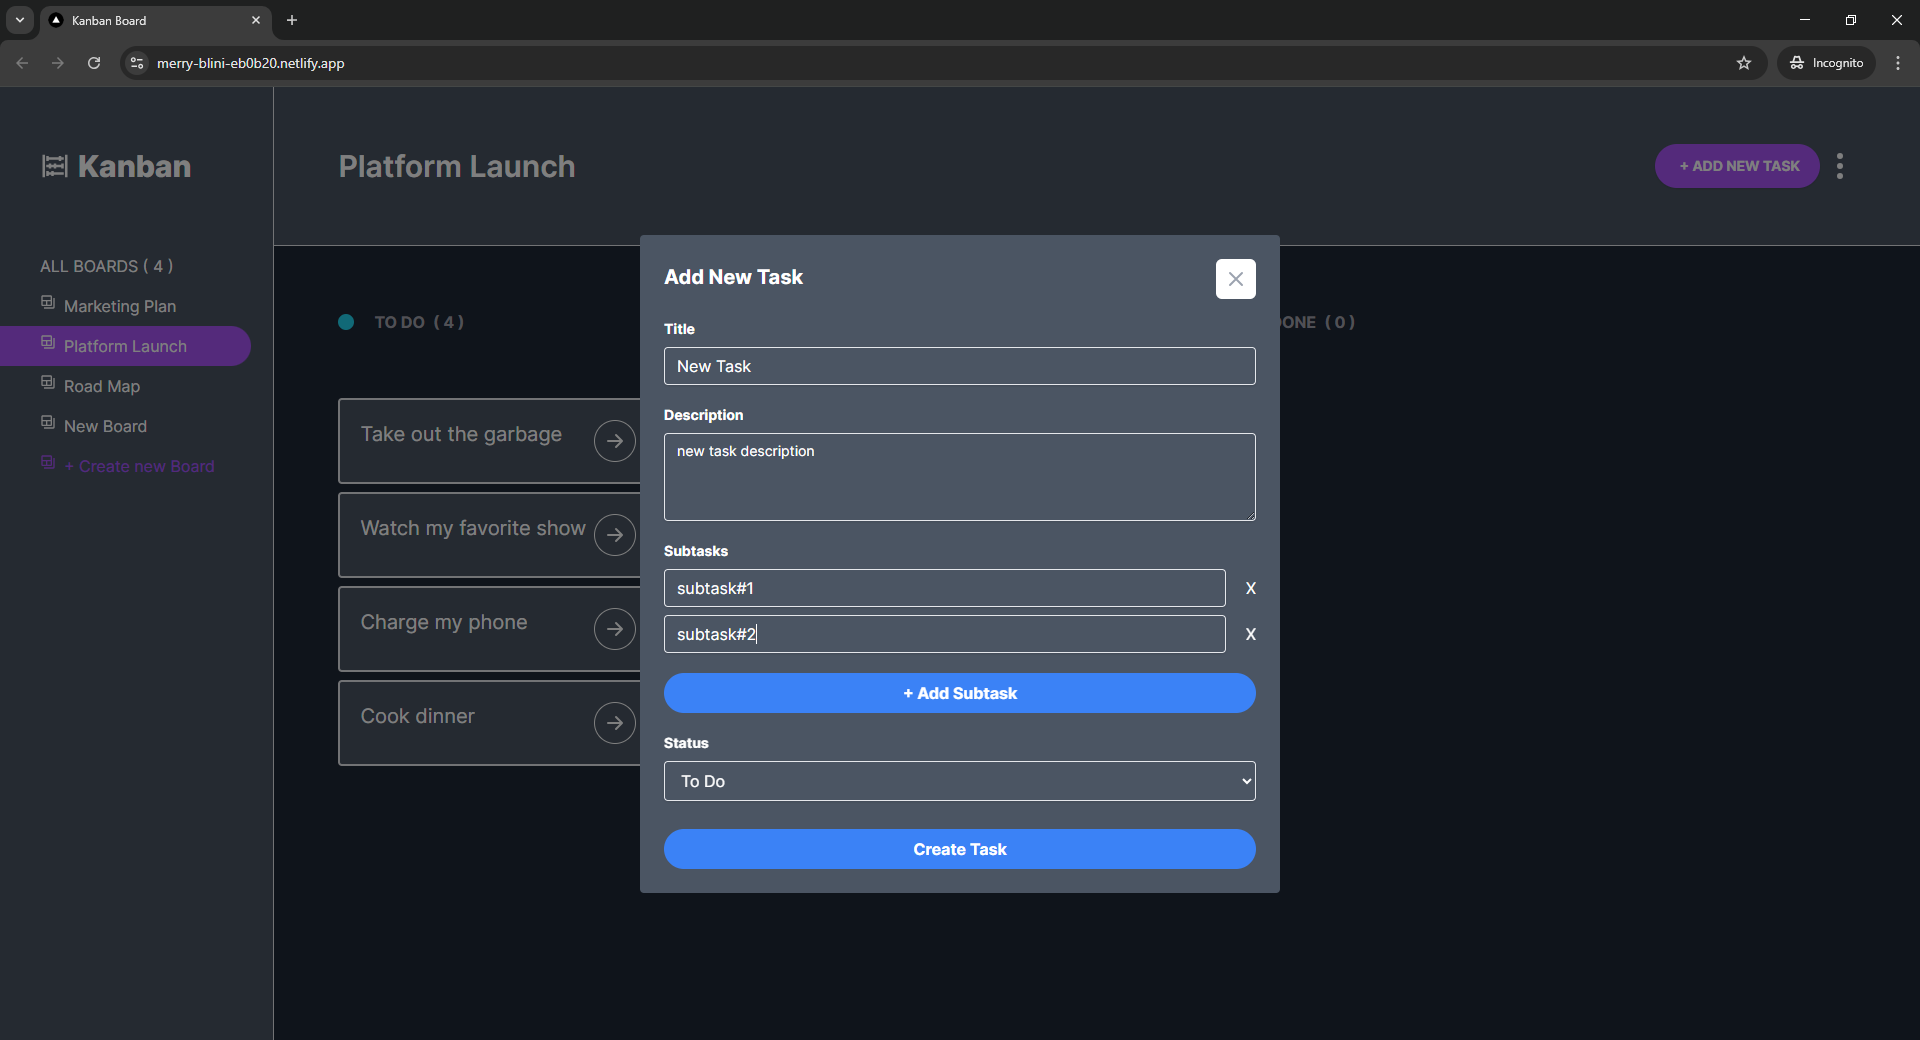 Kanban Board
merry-blini-eb0b20.netlify.app
Incognito
Kanban
Platform Launch
+ ADD NEW TASK
ALL BOARDS ( 4 )
Marketing Plan
Platform Launch
Road Map
New Board
+ Create new Board
TO DO ( 4 )
Take out the garbage
Watch my favorite show
Charge my phone
Cook dinner
ONE ( 0 )
Add New Task
Title
New Task
Description
new task description
Subtasks
subtask#1
X
subtask#2
X
+ Add Subtask
Status
To Do
Create Task